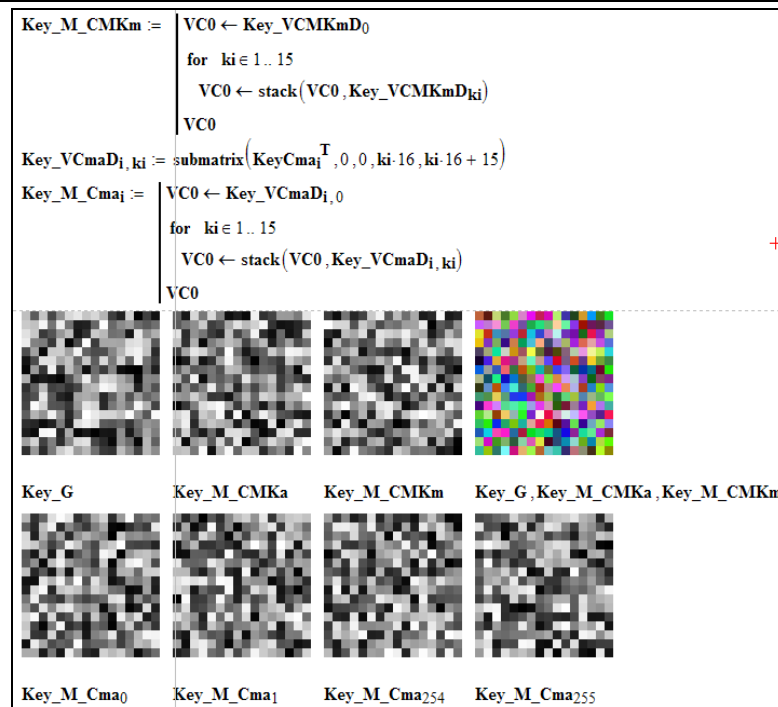 Key_M_CMKm := VC0 ← Key_VCMKmD0
for ki ∈ 1 .. 15
VC0 ← stack(VC0 , Key_VCMKmDki)
VC0
Key_VCmaDi , ki := submatrix(KeyCmai^T , 0 , 0 , ki·16 , ki·16 + 15)
Key_M_Cmai := VC0 ← Key_VCmaDi , 0
for ki ∈ 1 .. 15
VC0 ← stack(VC0 , Key_VCmaDi , ki)
VC0
Key_G Key_M_CMKa Key_M_CMKm Key_G , Key_M_CMKa , Key_M_CMKm
Key_M_Cma0 Key_M_Cma1 Key_M_Cma254 Key_M_Cma255